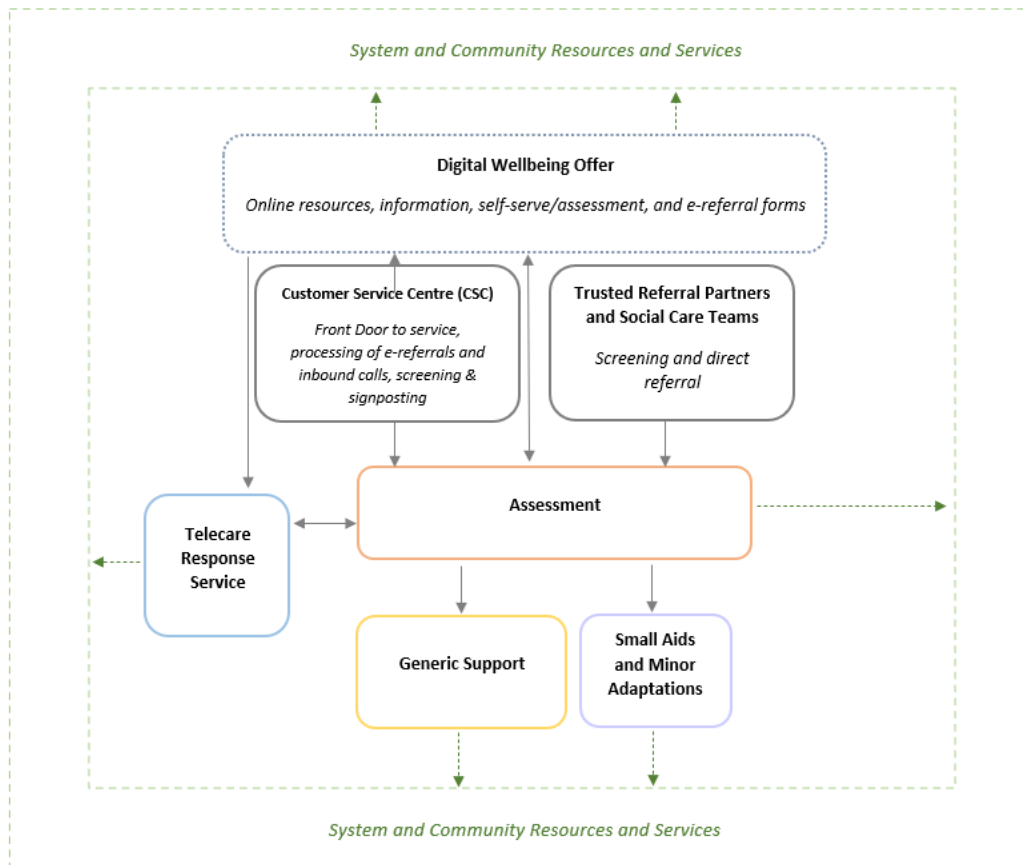 System and Community Resources and Services
Digital Wellbeing Offer
Online resources, information, self-serve/assessment, and e-referral forms
Customer Service Centre (CSC)
Front Door to service,
processing of e-referrals and
inbound calls, screening &
signposting
Trusted Referral Partners
and Social Care Teams
Screening and direct
referral
Assessment
Telecare
Response
Service
Generic Support
Small Aids
and Minor
Adaptations
System and Community Resources and Services